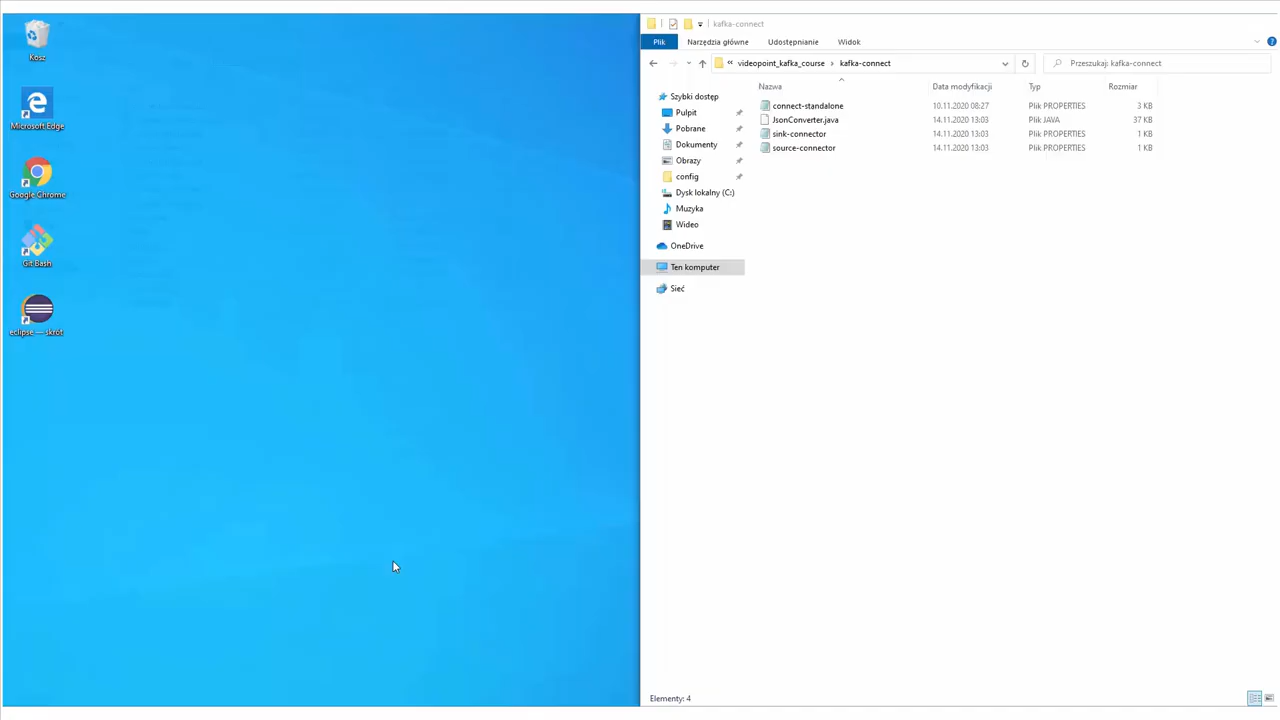 Kosz
Microsoft Edge
Google Chrome
Git Bash
eclipse — skrót
kafka-connect
Plik Narzędzia główne Udostępnianie Widok
« videopoint_kafka_course › kafka-connect Przeszukaj: kafka-connect
Nazwa Data modyfikacji Typ Rozmiar
Szybki dostęp
Pulpit
Pobrane
Dokumenty
Obrazy
config
Dysk lokalny (C:)
Muzyka
Wideo
OneDrive
Ten komputer
Sieć
connect-standalone 10.11.2020 08:27 Plik PROPERTIES 3 KB
JsonConverter.java 14.11.2020 13:03 Plik JAVA 37 KB
sink-connector 14.11.2020 13:03 Plik PROPERTIES 1 KB
source-connector 14.11.2020 13:03 Plik PROPERTIES 1 KB
Elementy: 4